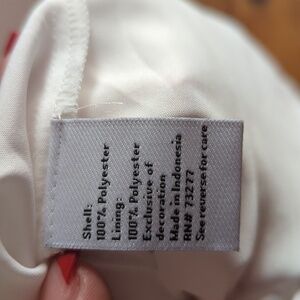 Shell:
100% Polyester
Lining:
100% Polyester
Exclusive of
decoration
Made in Indonesia
RN# 73277
See reverse for care